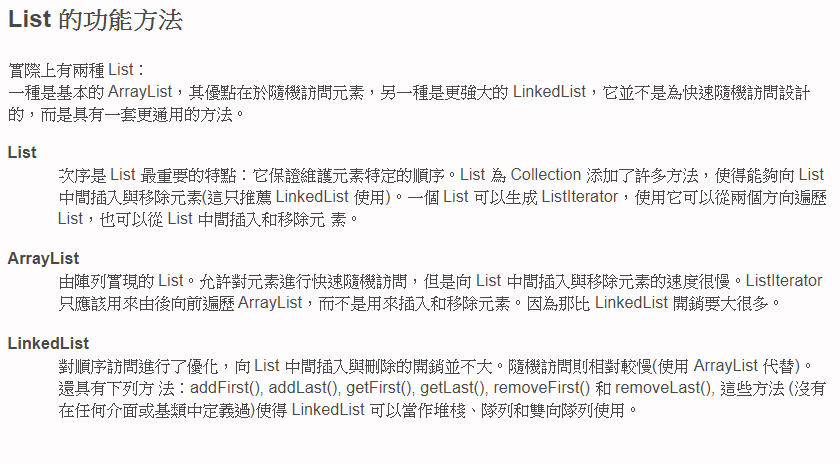 List 的功能方法
實際上有兩種 List：
一種是基本的 ArrayList，其優點在於隨機訪問元素，另一種是更強大的 LinkedList，它並不是為快速隨機訪問設計
的，而是具有一套更通用的方法。
List
次序是 List 最重要的特點：它保證維護元素特定的順序。List 為 Collection 添加了許多方法，使得能夠向 List
中間插入與移除元素(這只推薦 LinkedList 使用)。一個 List 可以生成 ListIterator，使用它可以從兩個方向遍歷
List，也可以從 List 中間插入和移除元 素。
ArrayList
由陣列實現的 List。允許對元素進行快速隨機訪問，但是向 List 中間插入與移除元素的速度很慢。ListIterator
只應該用來由後向前遍歷 ArrayList，而不是用來插入和移除元素。因為那比 LinkedList 開銷要大很多。
LinkedList
對順序訪問進行了優化，向 List 中間插入與刪除的開銷並不大。隨機訪問則相對較慢(使用 ArrayList 代替)。
還具有下列方 法：addFirst(), addLast(), getFirst(), getLast(), removeFirst() 和 removeLast(), 這些方法 (沒有
在任何介面或基類中定義過)使得 LinkedList 可以當作堆棧、隊列和雙向隊列使用。